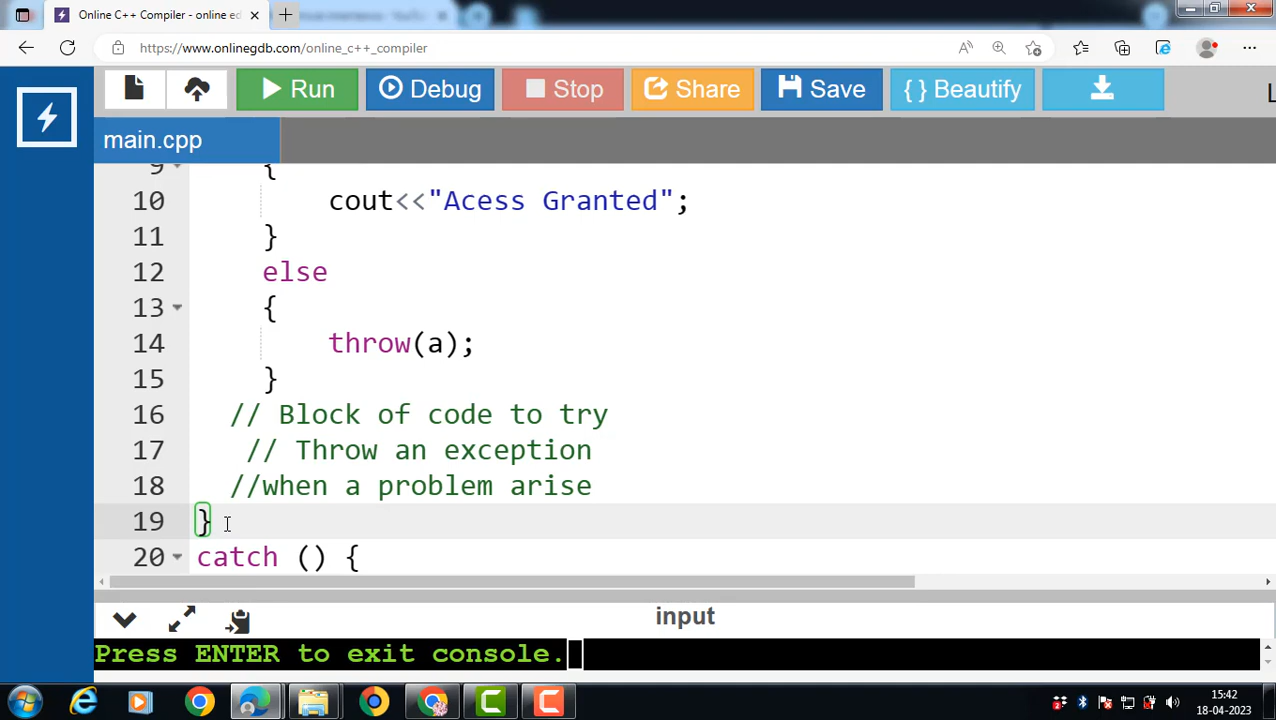 Online C++ Compiler - online ed
https://www.onlinegdb.com/online_c++_compiler
Run
Debug
Stop
Share
Save
{ } Beautify
main.cpp
9 {
10 cout<<"Acess Granted";
11 }
12 else
13 {
14 throw(a);
15 }
16 // Block of code to try
17 // Throw an exception
18 //when a problem arise
19 }
20 catch () {
input
Press ENTER to exit console.
15:42
18-04-2023